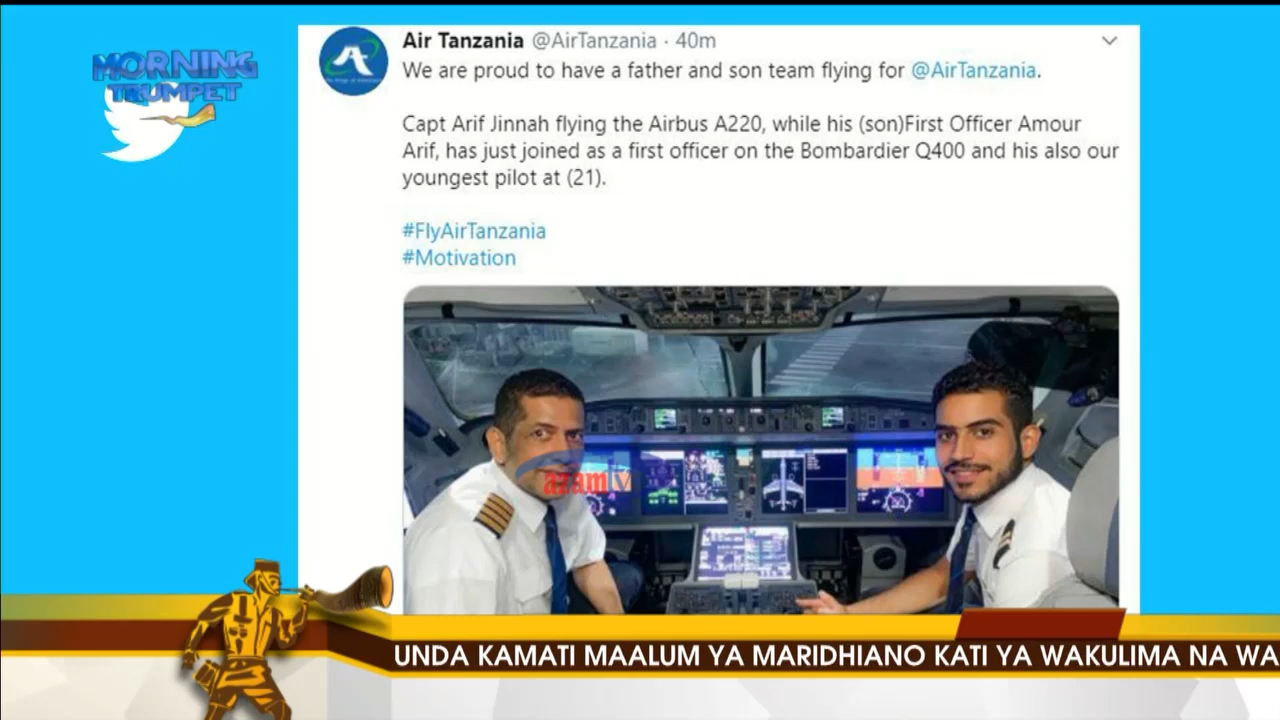 MORNING
TRUMPET
Air Tanzania @AirTanzania · 40m
We are proud to have a father and son team flying for @AirTanzania.
Capt Arif Jinnah flying the Airbus A220, while his (son)First Officer Amour
Arif, has just joined as a first officer on the Bombardier Q400 and his also our
youngest pilot at (21).
#FlyAirTanzania
#Motivation
azamtv
UNDA KAMATI MAALUM YA MARIDHIANO KATI YA WAKULIMA NA WA